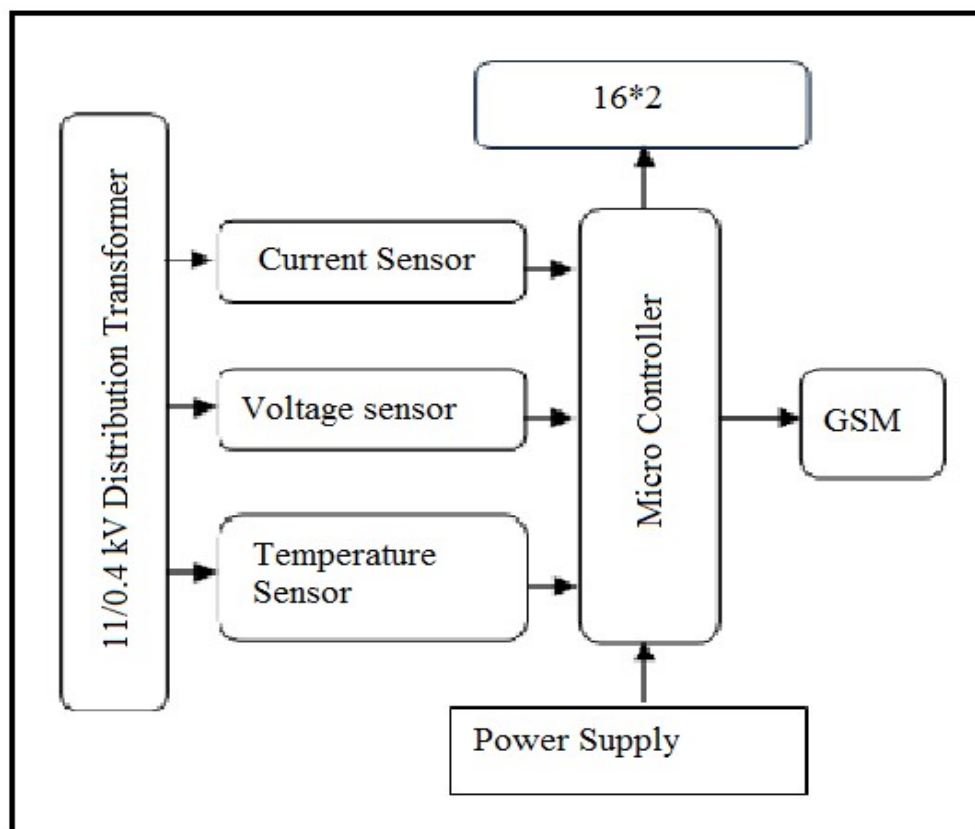 16*2
11/0.4 kV Distribution Transformer
Current Sensor
Voltage sensor
Temperature
Sensor
Micro Controller
GSM
Power Supply